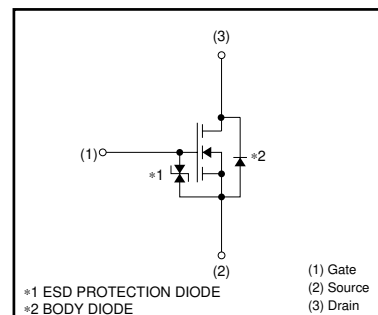 (3)
(1)
∗1
∗2
(2)
∗1 ESD PROTECTION DIODE
∗2 BODY DIODE
(1) Gate
(2) Source
(3) Drain